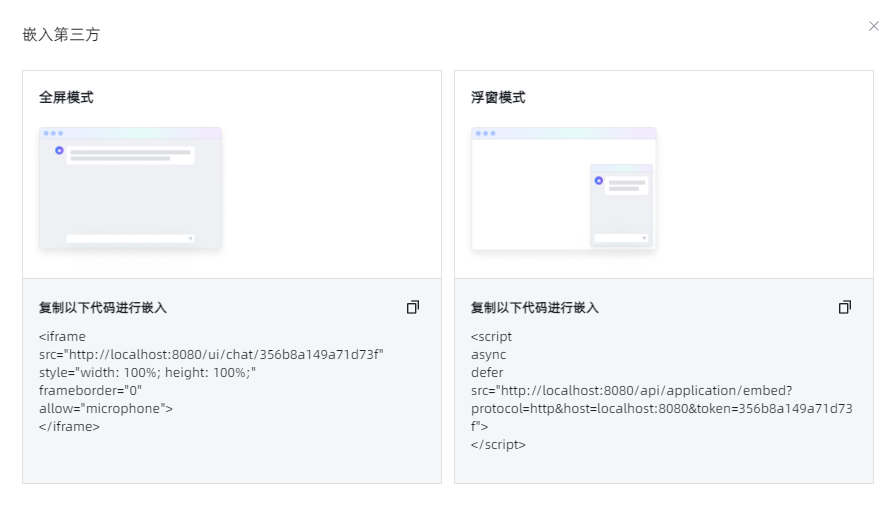 嵌入第三方
全屏模式
复制以下代码进行嵌入
<iframe
src="http://localhost:8080/ui/chat/356b8a149a71d73f"
style="width: 100%; height: 100%;"
frameborder="0"
allow="microphone">
</iframe>
浮窗模式
复制以下代码进行嵌入
<script
async
defer
src="http://localhost:8080/api/application/embed?
protocol=http&host=localhost:8080&token=356b8a149a71d73
f">
</script>